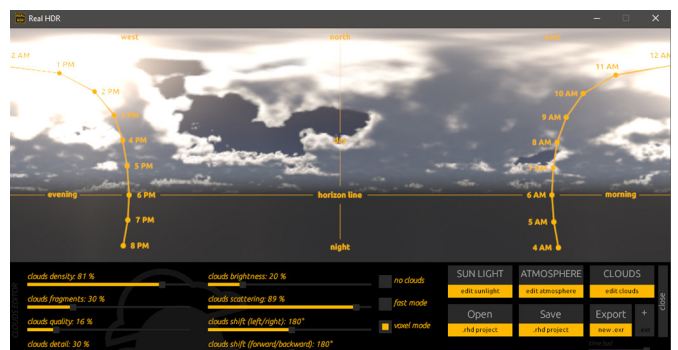 Real HDR
west
north
2 AM
12 A
1 PM
11 AM
2 PM
10 AM
3 PM
9 AM
4 PM
day
8 AM
5 PM
7 AM
evening
6 PM
horizon line
6 AM
morning
7 PM
5 AM
8 PM
night
4 AM
clouds density: 81 %
clouds brightness: 20 %
no clouds
SUN LIGHT
ATMOSPHERE
CLOUDS
edit sunlight
edit atmosphere
edit clouds
clouds fragments: 30 %
clouds scattering: 89 %
fast mode
close
clouds quality: 16 %
clouds shift (left/right): 180°
voxel mode
Open
Save
Export
+
.rhd project
.rhd project
new .exr
.exr
clouds detail: 30 %
clouds shift (forward/backward): 180°
CLOUDS EDITOR